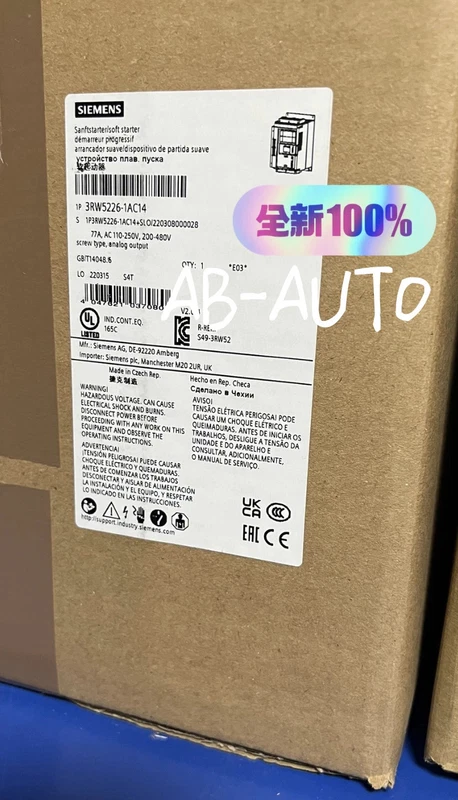 SIEMENS
Sanftstarter/soft starter
démarreur progressif
arrancador suave/dispositivo de partida suave
устройство плав. пуска
软起动器
1P 3RW5226-1AC14
S 1P3RW5226-1AC14+SLO/220308000028
77A, AC 110-250V, 200-480V
screw type, analog output
GB/T14048.6
QTY: 1 *E03*
LO 220315 S4T
全新100%
AB-AUTO
UL
LISTED
IND.CONT.EQ.
165C
S49-3RW52
Mfr.: Siemens AG, DE-92220 Amberg
Importer: Siemens plc, Manchester M20 2UR, UK
Made in Czech Rep.
捷克制造
Hecho en Rep. Checa
Сделано в Чехии
WARNING!
HAZARDOUS VOLTAGE. CAN CAUSE
ELECTRICAL SHOCK AND BURNS.
DISCONNECT POWER BEFORE
PROCEEDING WITH ANY WORK ON THIS
EQUIPMENT AND OBSERVE THE
OPERATING INSTRUCTIONS.
ADVERTENCIA!
¡TENSIÓN PELIGROSA! PUEDE CAUSAR
CHOQUE ELÉCTRICO Y QUEMADURAS.
ANTES DE COMENZAR LOS TRABAJOS
DESCONECTAR Y AISLAR DE ALIMENTACIÓN
LA INSTALACIÓN Y EL EQUIPO, Y RESPETAR
LO INDICADO EN LAS INSTRUCCIONES.
AVISO!
TENSÃO ELÉTRICA PERIGOSA! PODE
CAUSAR UM CHOQUE ELÉTRICO E
QUEIMADURAS. ANTES DE INICIAR OS
TRABALHOS, DESLIGUE A TENSÃO DA
UNIDADE E DO APARELHO E
CONSULTAR, ADICIONALMENTE,
O MANUAL DE SERVIÇO.
http://support.industry.siemens.com
UK
CA
CCC
EAC CE